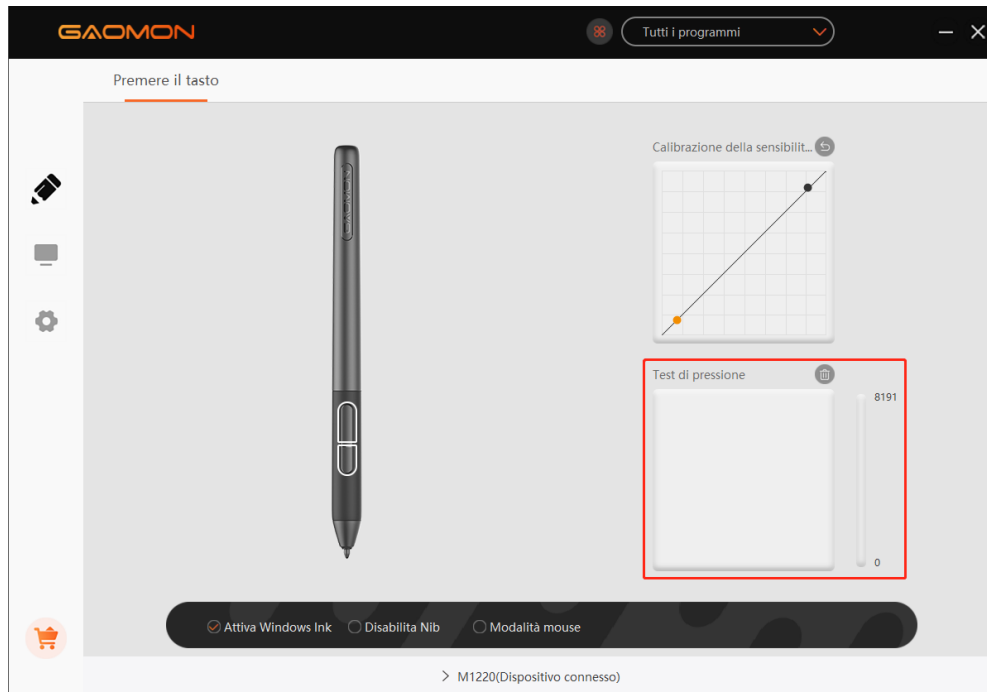 GAOMON
Tutti i programmi
Premere il tasto
Calibrazione della sensibilit...
GAOMON
Test di pressione
8191
0
Attiva Windows Ink
Disabilita Nib
Modalità mouse
M1220(Dispositivo connesso)